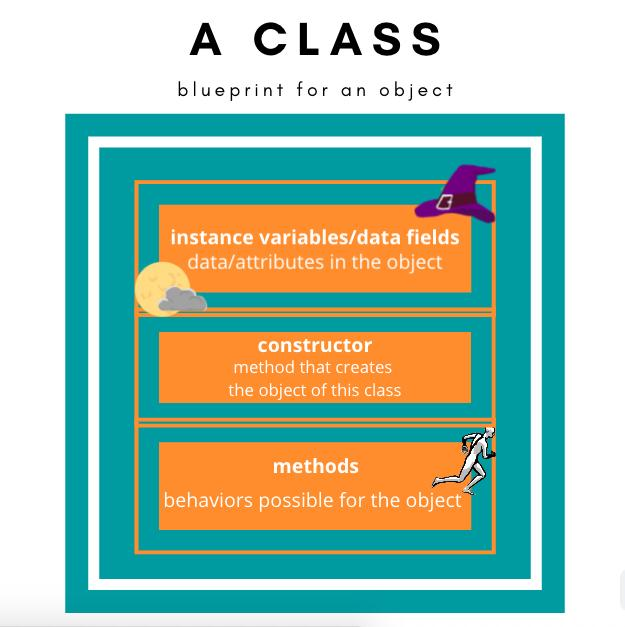 A CLASS
blueprint for an object
instance variables/data fields
data/attributes in the object
constructor
method that creates
the object of this class
methods
behaviors possible for the object